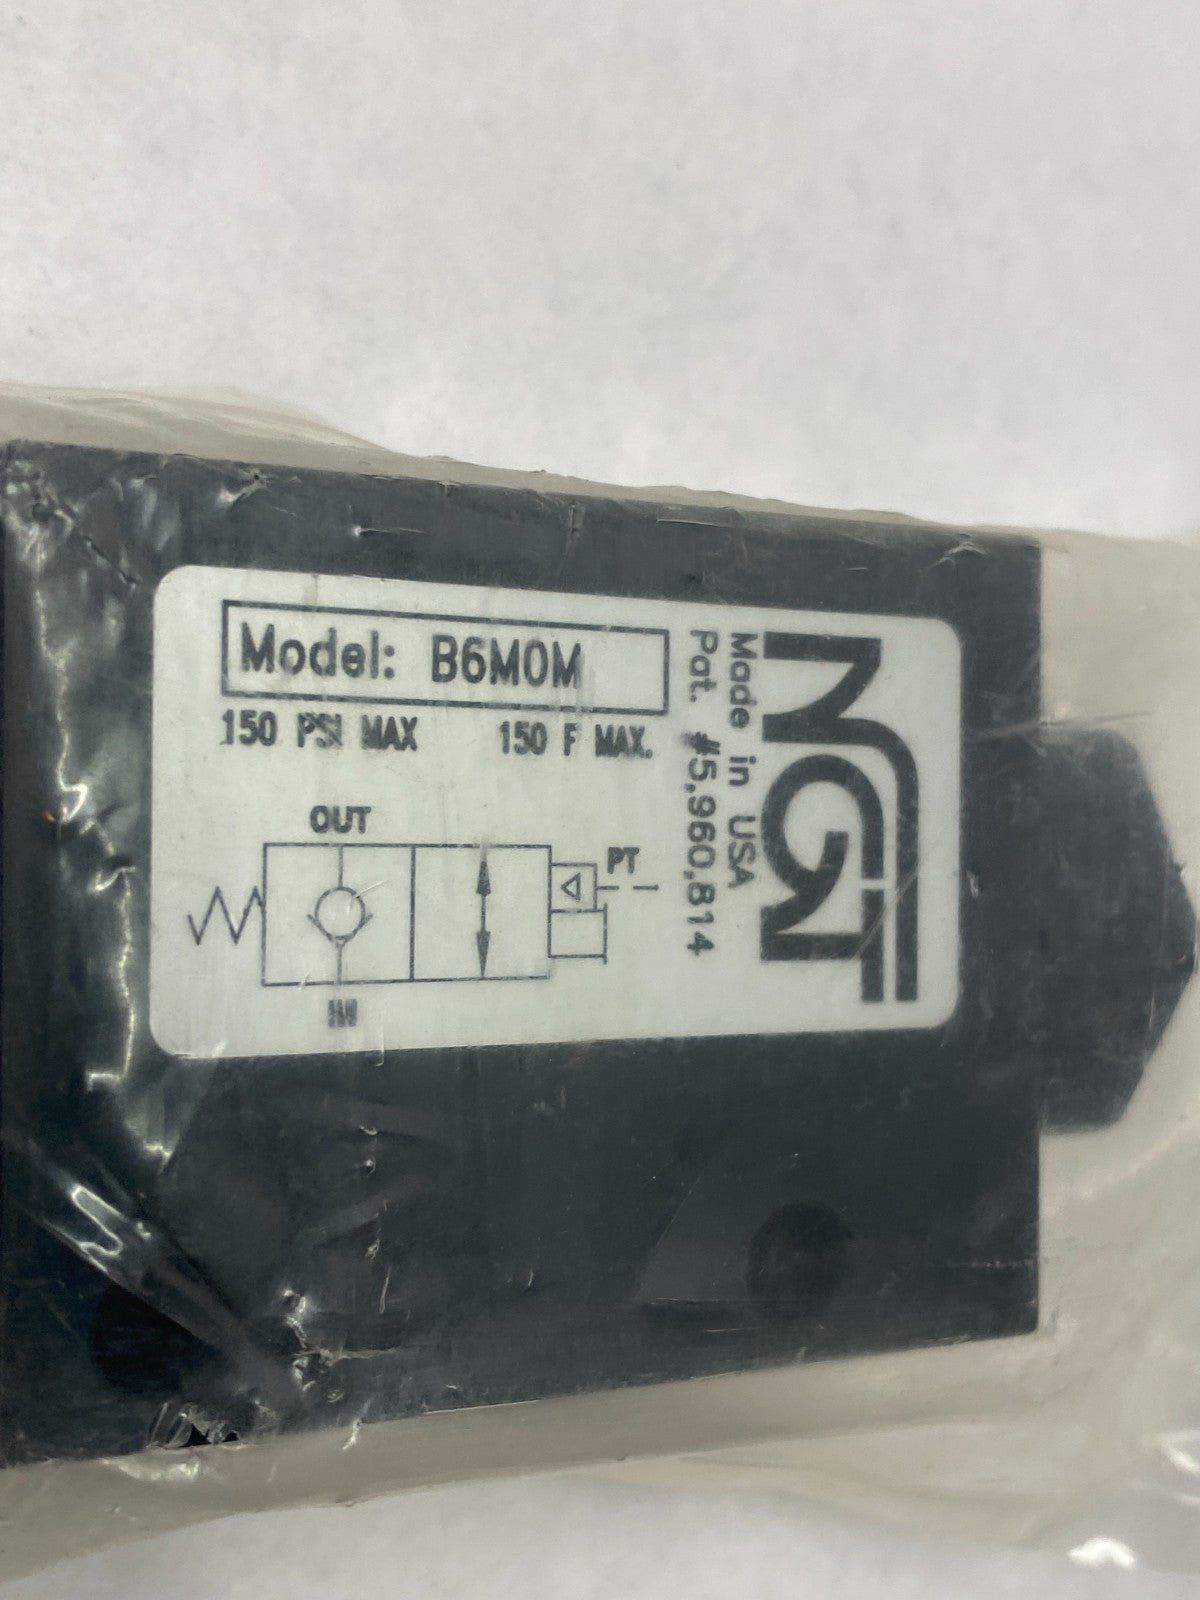 Model: B6M0M
150 PSI MAX 150 F MAX.
OUT
PT
IN
NGT
Made in USA
Pat. #5,960,814